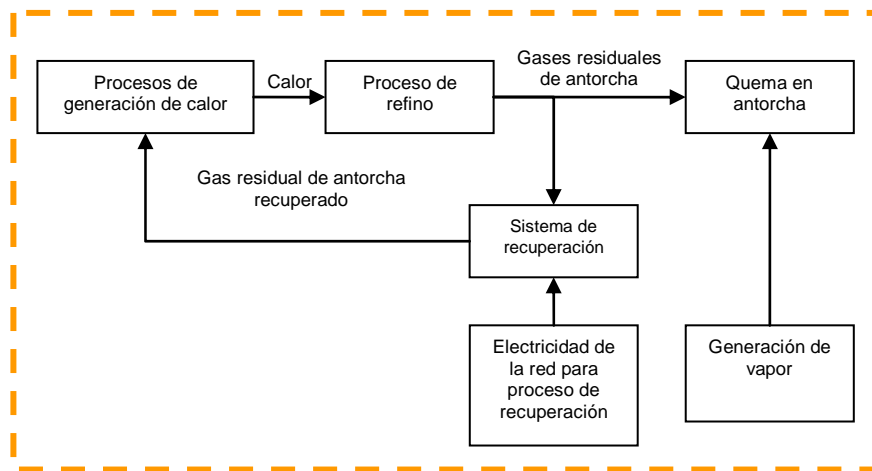 Procesos de
generación de calor
Calor
Proceso de
refino
Gases residuales
de antorcha
Quema en
antorcha
Gas residual de antorcha
recuperado
Sistema de
recuperación
Electricidad de
la red para
proceso de
recuperación
Generación de
vapor